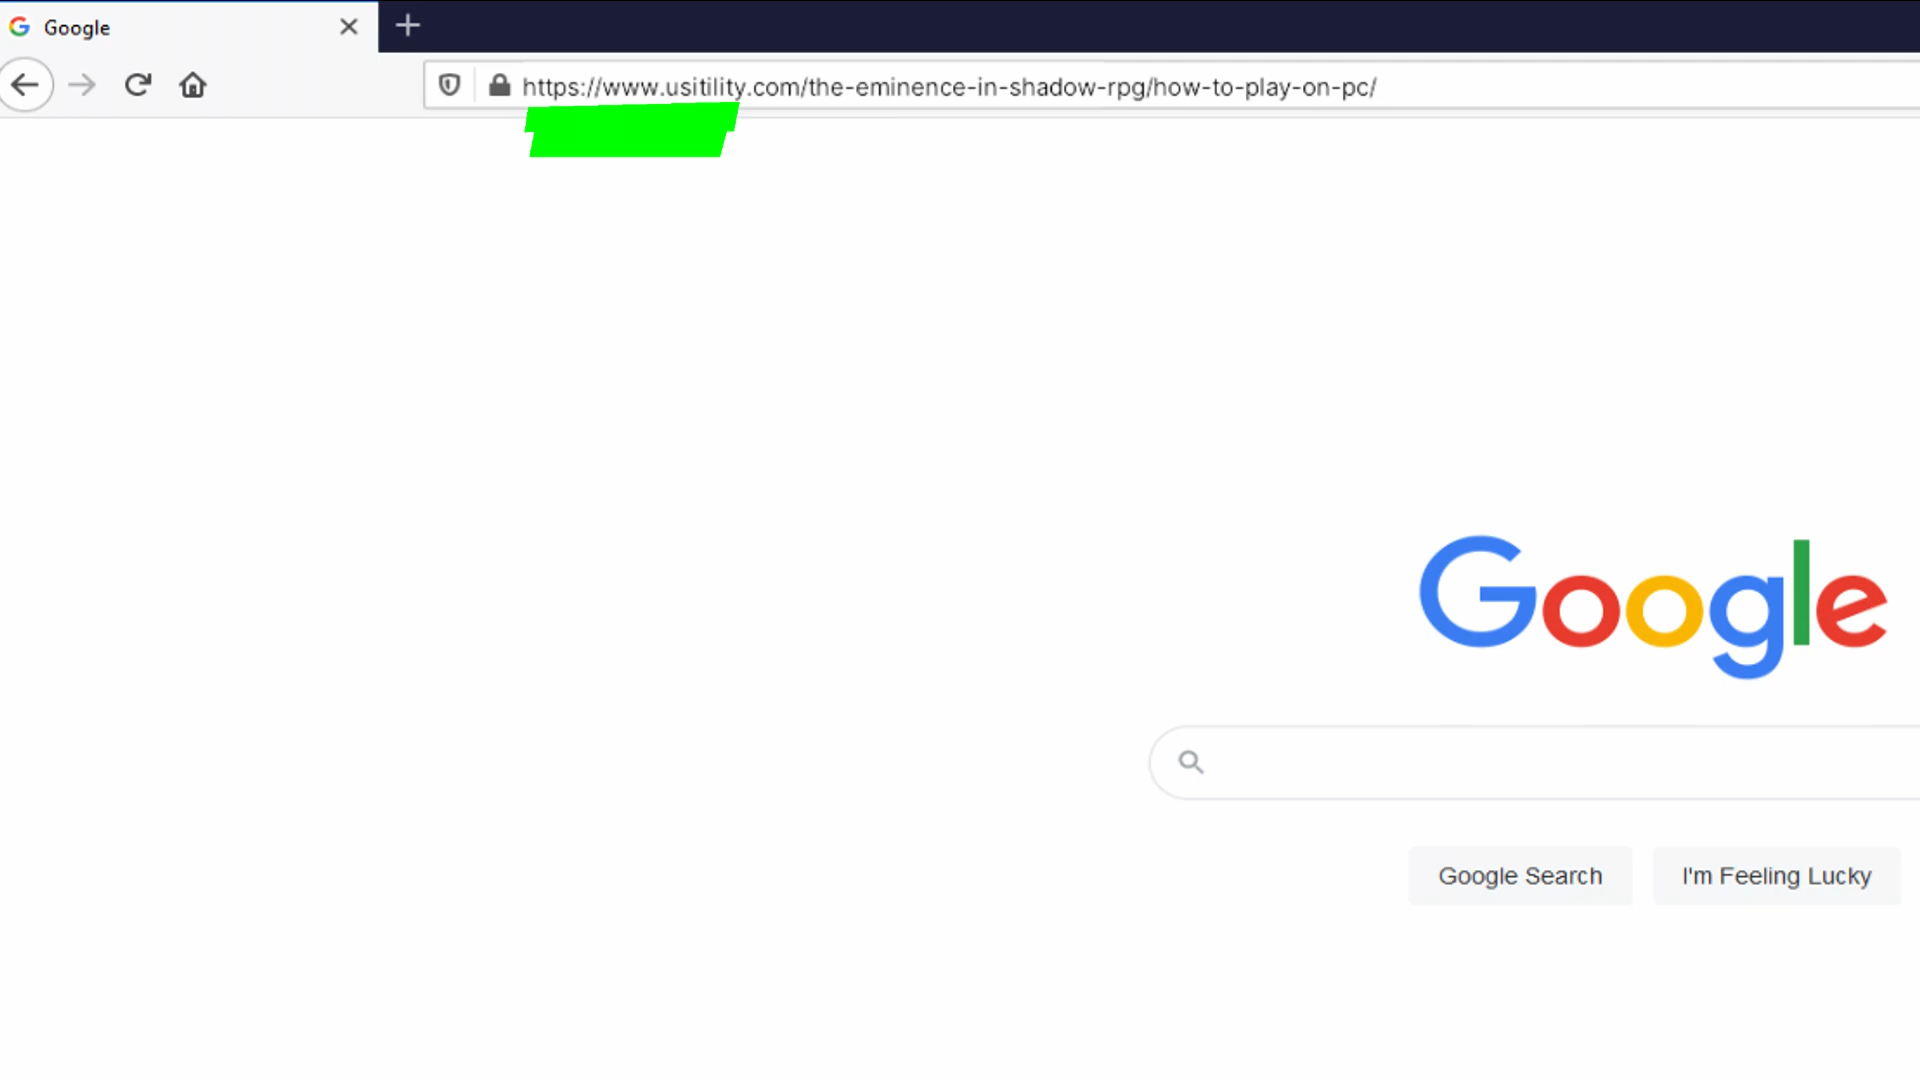 Google
https://www.usitility.com/the-eminence-in-shadow-rpg/how-to-play-on-pc/
Google
Google Search
I'm Feeling Lucky